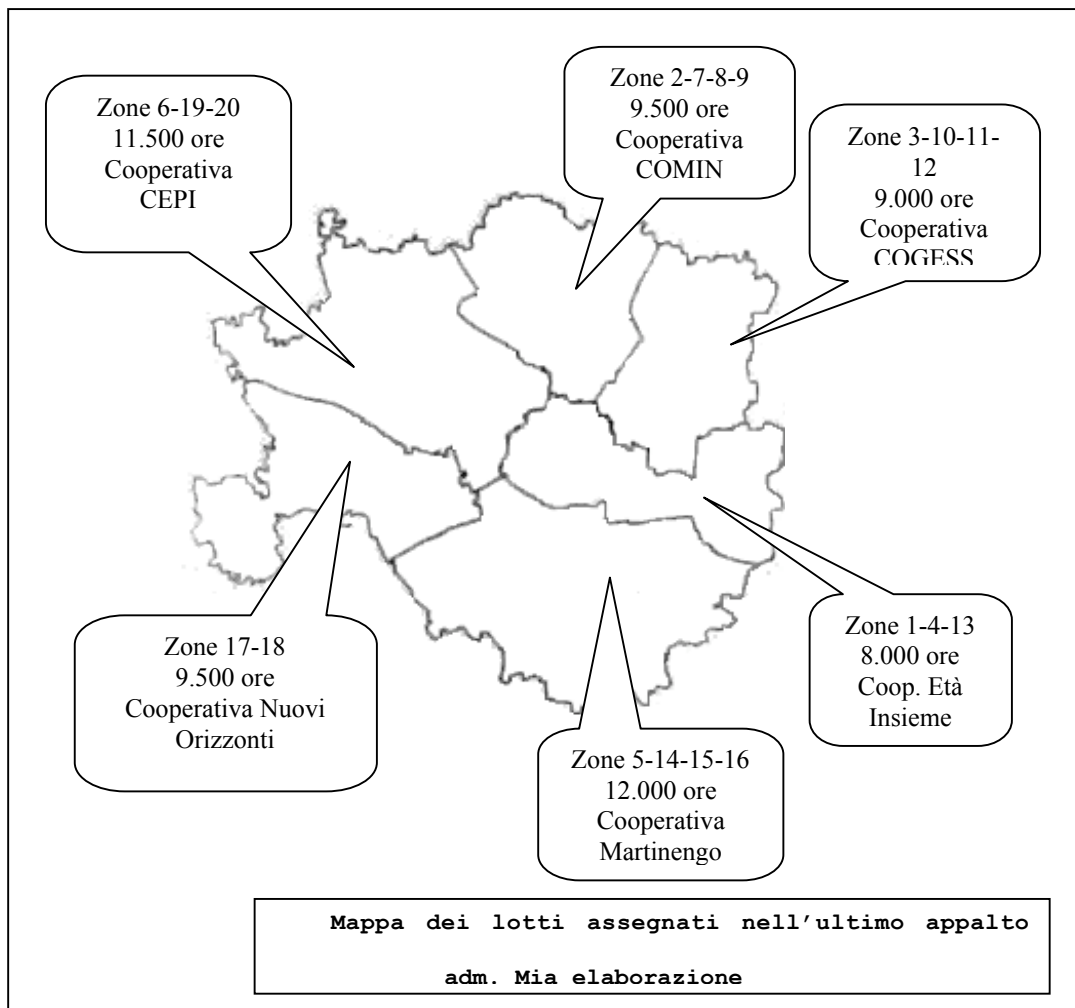 Zone 6-19-20
11.500 ore
Cooperativa
CEPI
Zone 2-7-8-9
9.500 ore
Cooperativa
COMIN
Zone 3-10-11-
12
9.000 ore
Cooperativa
COGESS
Zone 17-18
9.500 ore
Cooperativa Nuovi
Orizzonti
Zone 5-14-15-16
12.000 ore
Cooperativa
Martinengo
Zone 1-4-13
8.000 ore
Coop. Età
Insieme
Mappa dei lotti assegnati nell’ultimo appalto
adm. Mia elaborazione